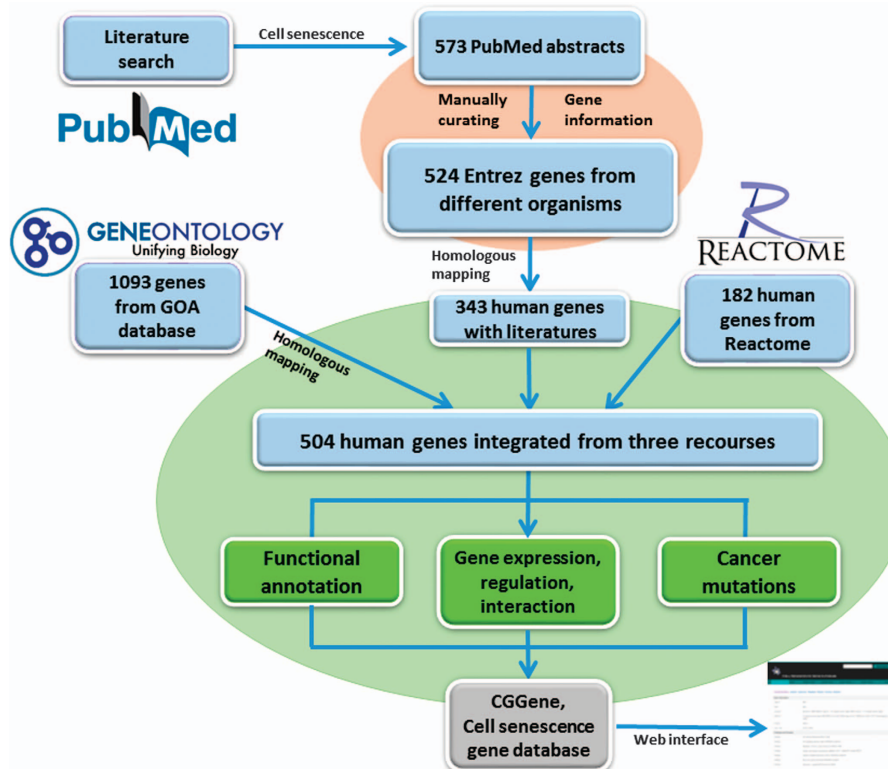 Literature
search
Cell senescence
573 PubMed abstracts
PubMed
Manually
curating
Gene
information
524 Entrez genes from
different organisms
GENEONTOLOGY
Unifying Biology
REACTOME
Homologous
mapping
1093 genes
from GOA
database
343 human genes
with literatures
182 human
genes from
Reactome
Homologous
mapping
504 human genes integrated from three recourses
Functional
annotation
Gene expression,
regulation,
interaction
Cancer
mutations
CGGene,
Cell senescence
gene database
Web interface